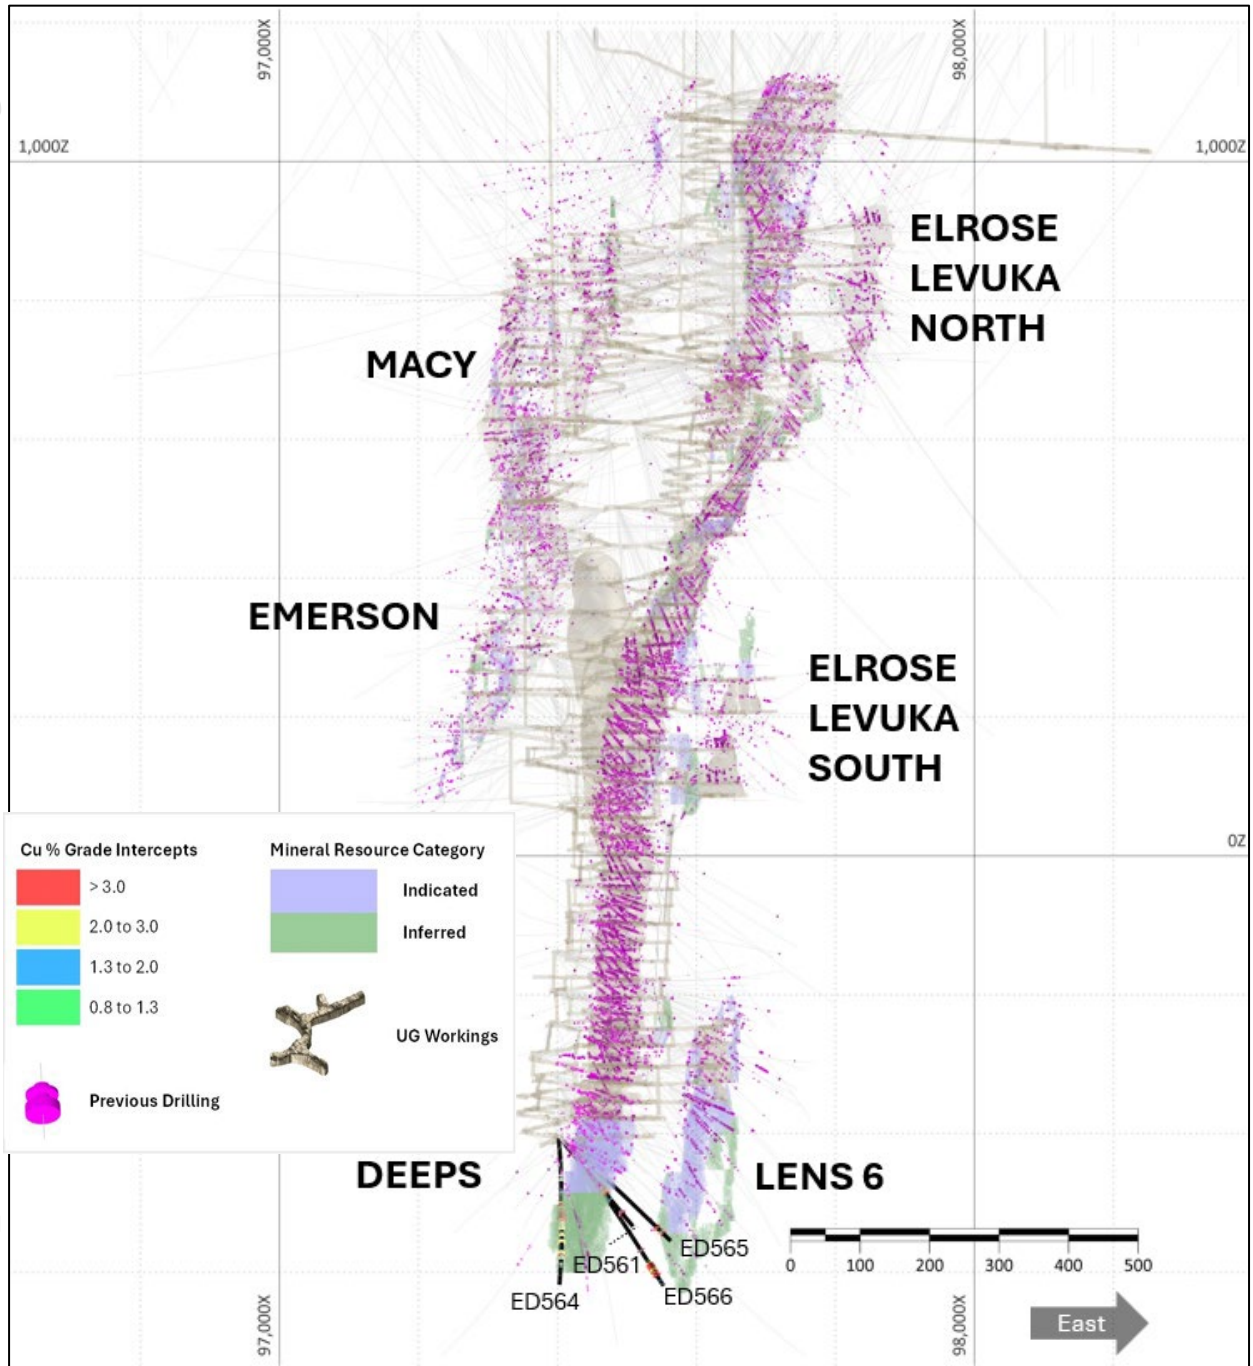 97,000X
98,000X
1,000Z
1,000Z
ELROSE
LEVUKA
NORTH
MACY
EMERSON
ELROSE
LEVUKA
SOUTH
0Z
Cu % Grade Intercepts
> 3.0
2.0 to 3.0
1.3 to 2.0
0.8 to 1.3
Previous Drilling
Mineral Resource Category
Indicated
Inferred
UG Workings
DEEPS
LENS 6
ED565
ED561
ED566
ED564
0 100 200 300 400 500
East
97,000X
98,000X